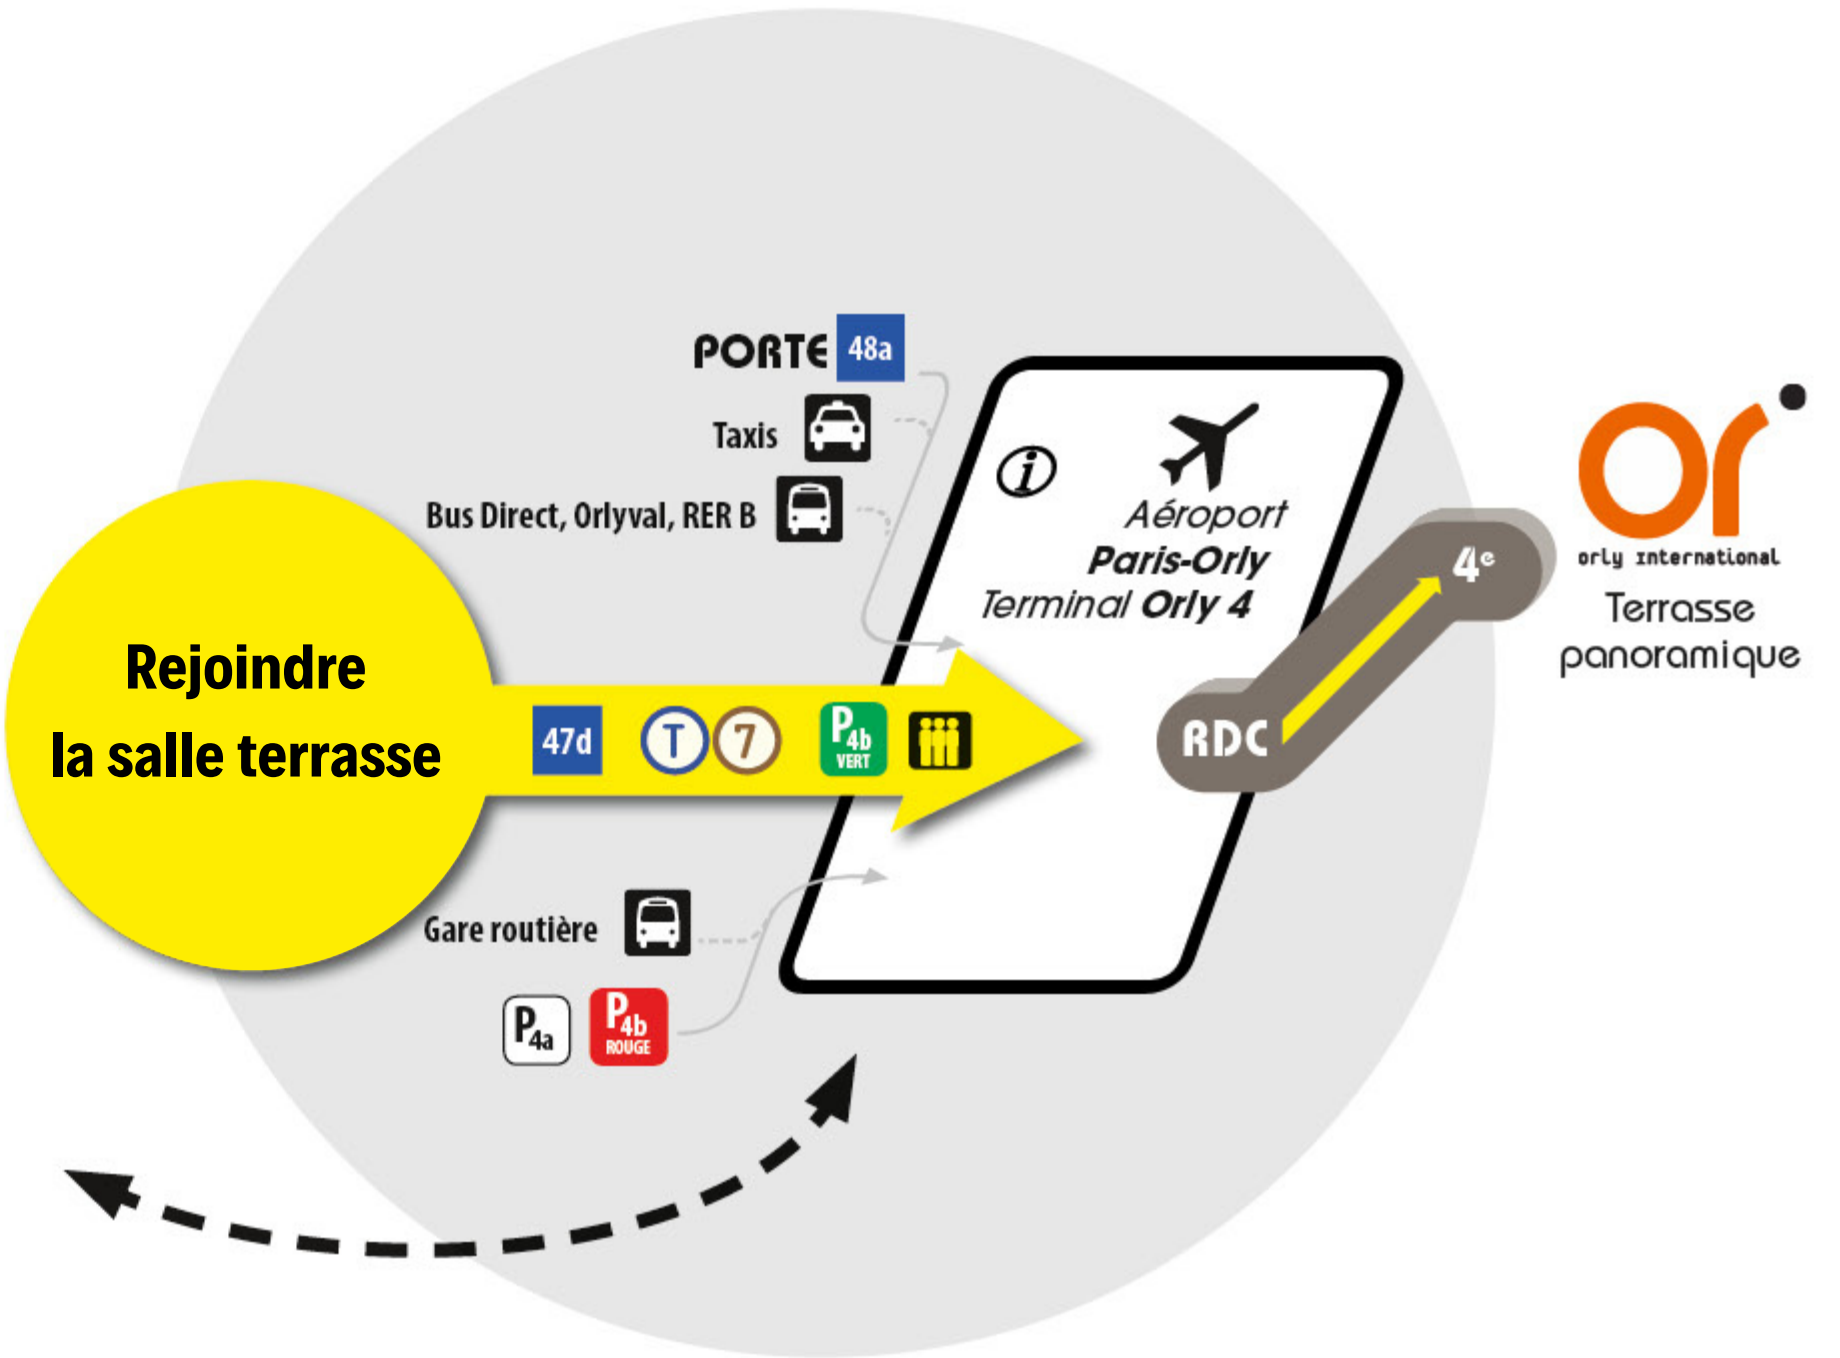 PORTE 48a
Taxis
Bus Direct, Orlyval, RER B
i
Aéroport
Paris-Orly
Terminal Orly 4
4e
or
orly international
Terrasse
panoramique
Rejoindre
la salle terrasse
47d
T 7
P4b
VERT
RDC
Gare routière
P4a
P4b
ROUGE